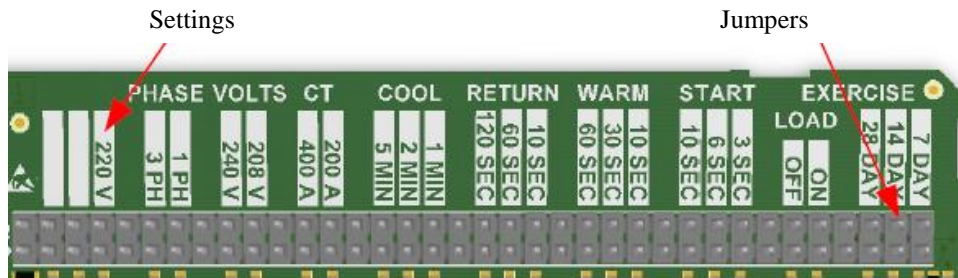 Settings Jumpers
PHASE VOLTS CT COOL RETURN WARM START EXERCISE
LOAD
220 V
3 PH
1 PH
240 V
208 V
400 A
200 A
5 MIN
2 MIN
1 MIN
120 SEC
60 SEC
10 SEC
60 SEC
30 SEC
10 SEC
10 SEC
6 SEC
3 SEC
OFF
ON
28 DAY
14 DAY
7 DAY